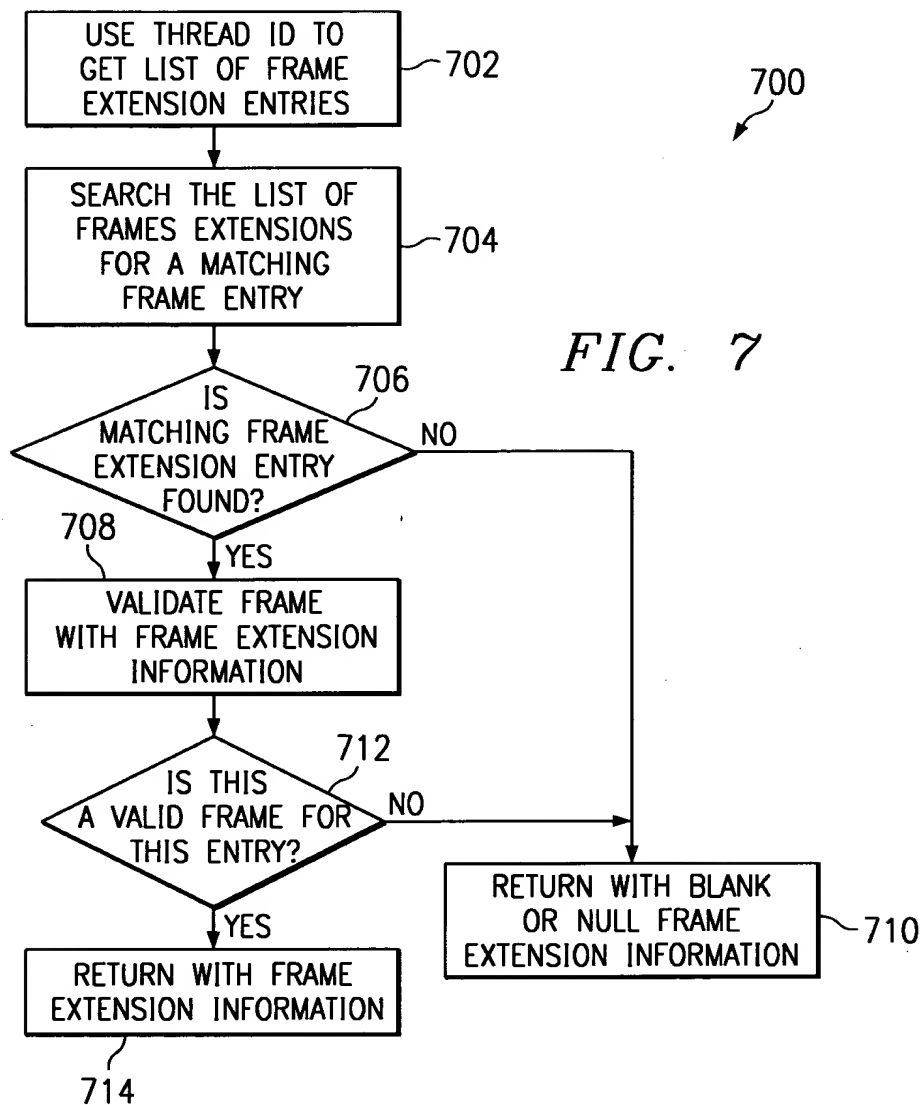 USE THREAD ID TO
GET LIST OF FRAME
EXTENSION ENTRIES
702
700
SEARCH THE LIST OF
FRAMES EXTENSIONS
FOR A MATCHING
FRAME ENTRY
704
FIG. 7
706
IS
MATCHING FRAME
EXTENSION ENTRY
FOUND?
NO
708
YES
VALIDATE FRAME
WITH FRAME EXTENSION
INFORMATION
712
IS THIS
A VALID FRAME FOR
THIS ENTRY?
NO
YES
RETURN WITH BLANK
OR NULL FRAME
EXTENSION INFORMATION
710
RETURN WITH FRAME
EXTENSION INFORMATION
714